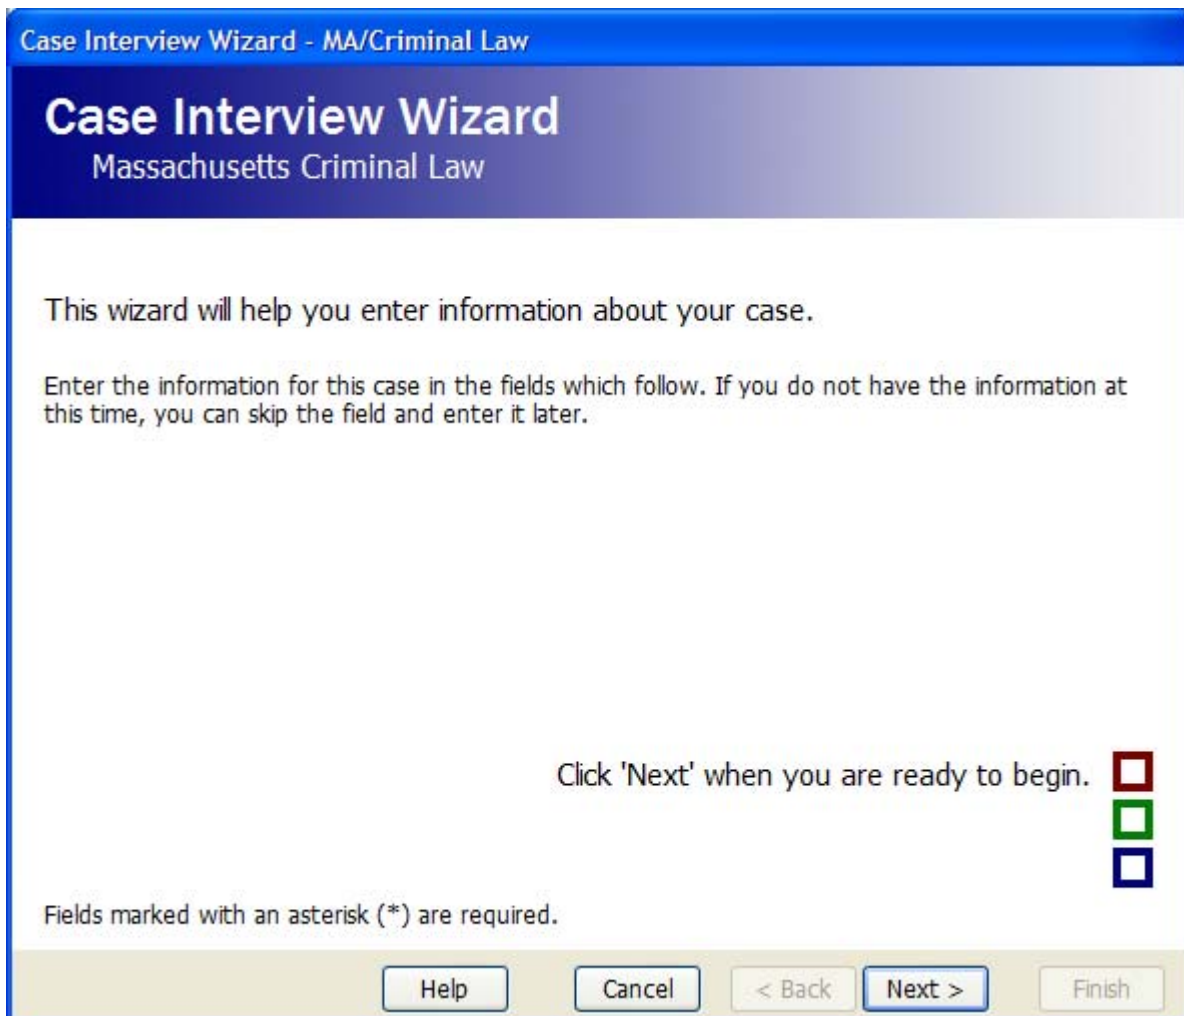 Case Interview Wizard - MA/Criminal Law
Case Interview Wizard
Massachusetts Criminal Law
This wizard will help you enter information about your case.
Enter the information for this case in the fields which follow. If you do not have the information at
this time, you can skip the field and enter it later.
Click 'Next' when you are ready to begin.
Fields marked with an asterisk (*) are required.
Help
Cancel
< Back
Next >
Finish